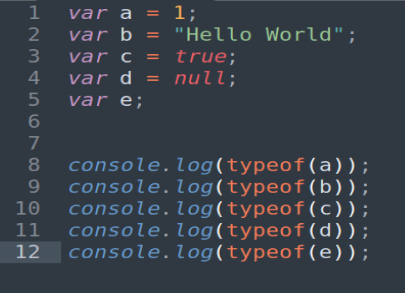 1 var a = 1;
2 var b = "Hello World";
3 var c = true;
4 var d = null;
5 var e;
6
7
8 console.log(typeof(a));
9 console.log(typeof(b));
10 console.log(typeof(c));
11 console.log(typeof(d));
12 console.log(typeof(e));